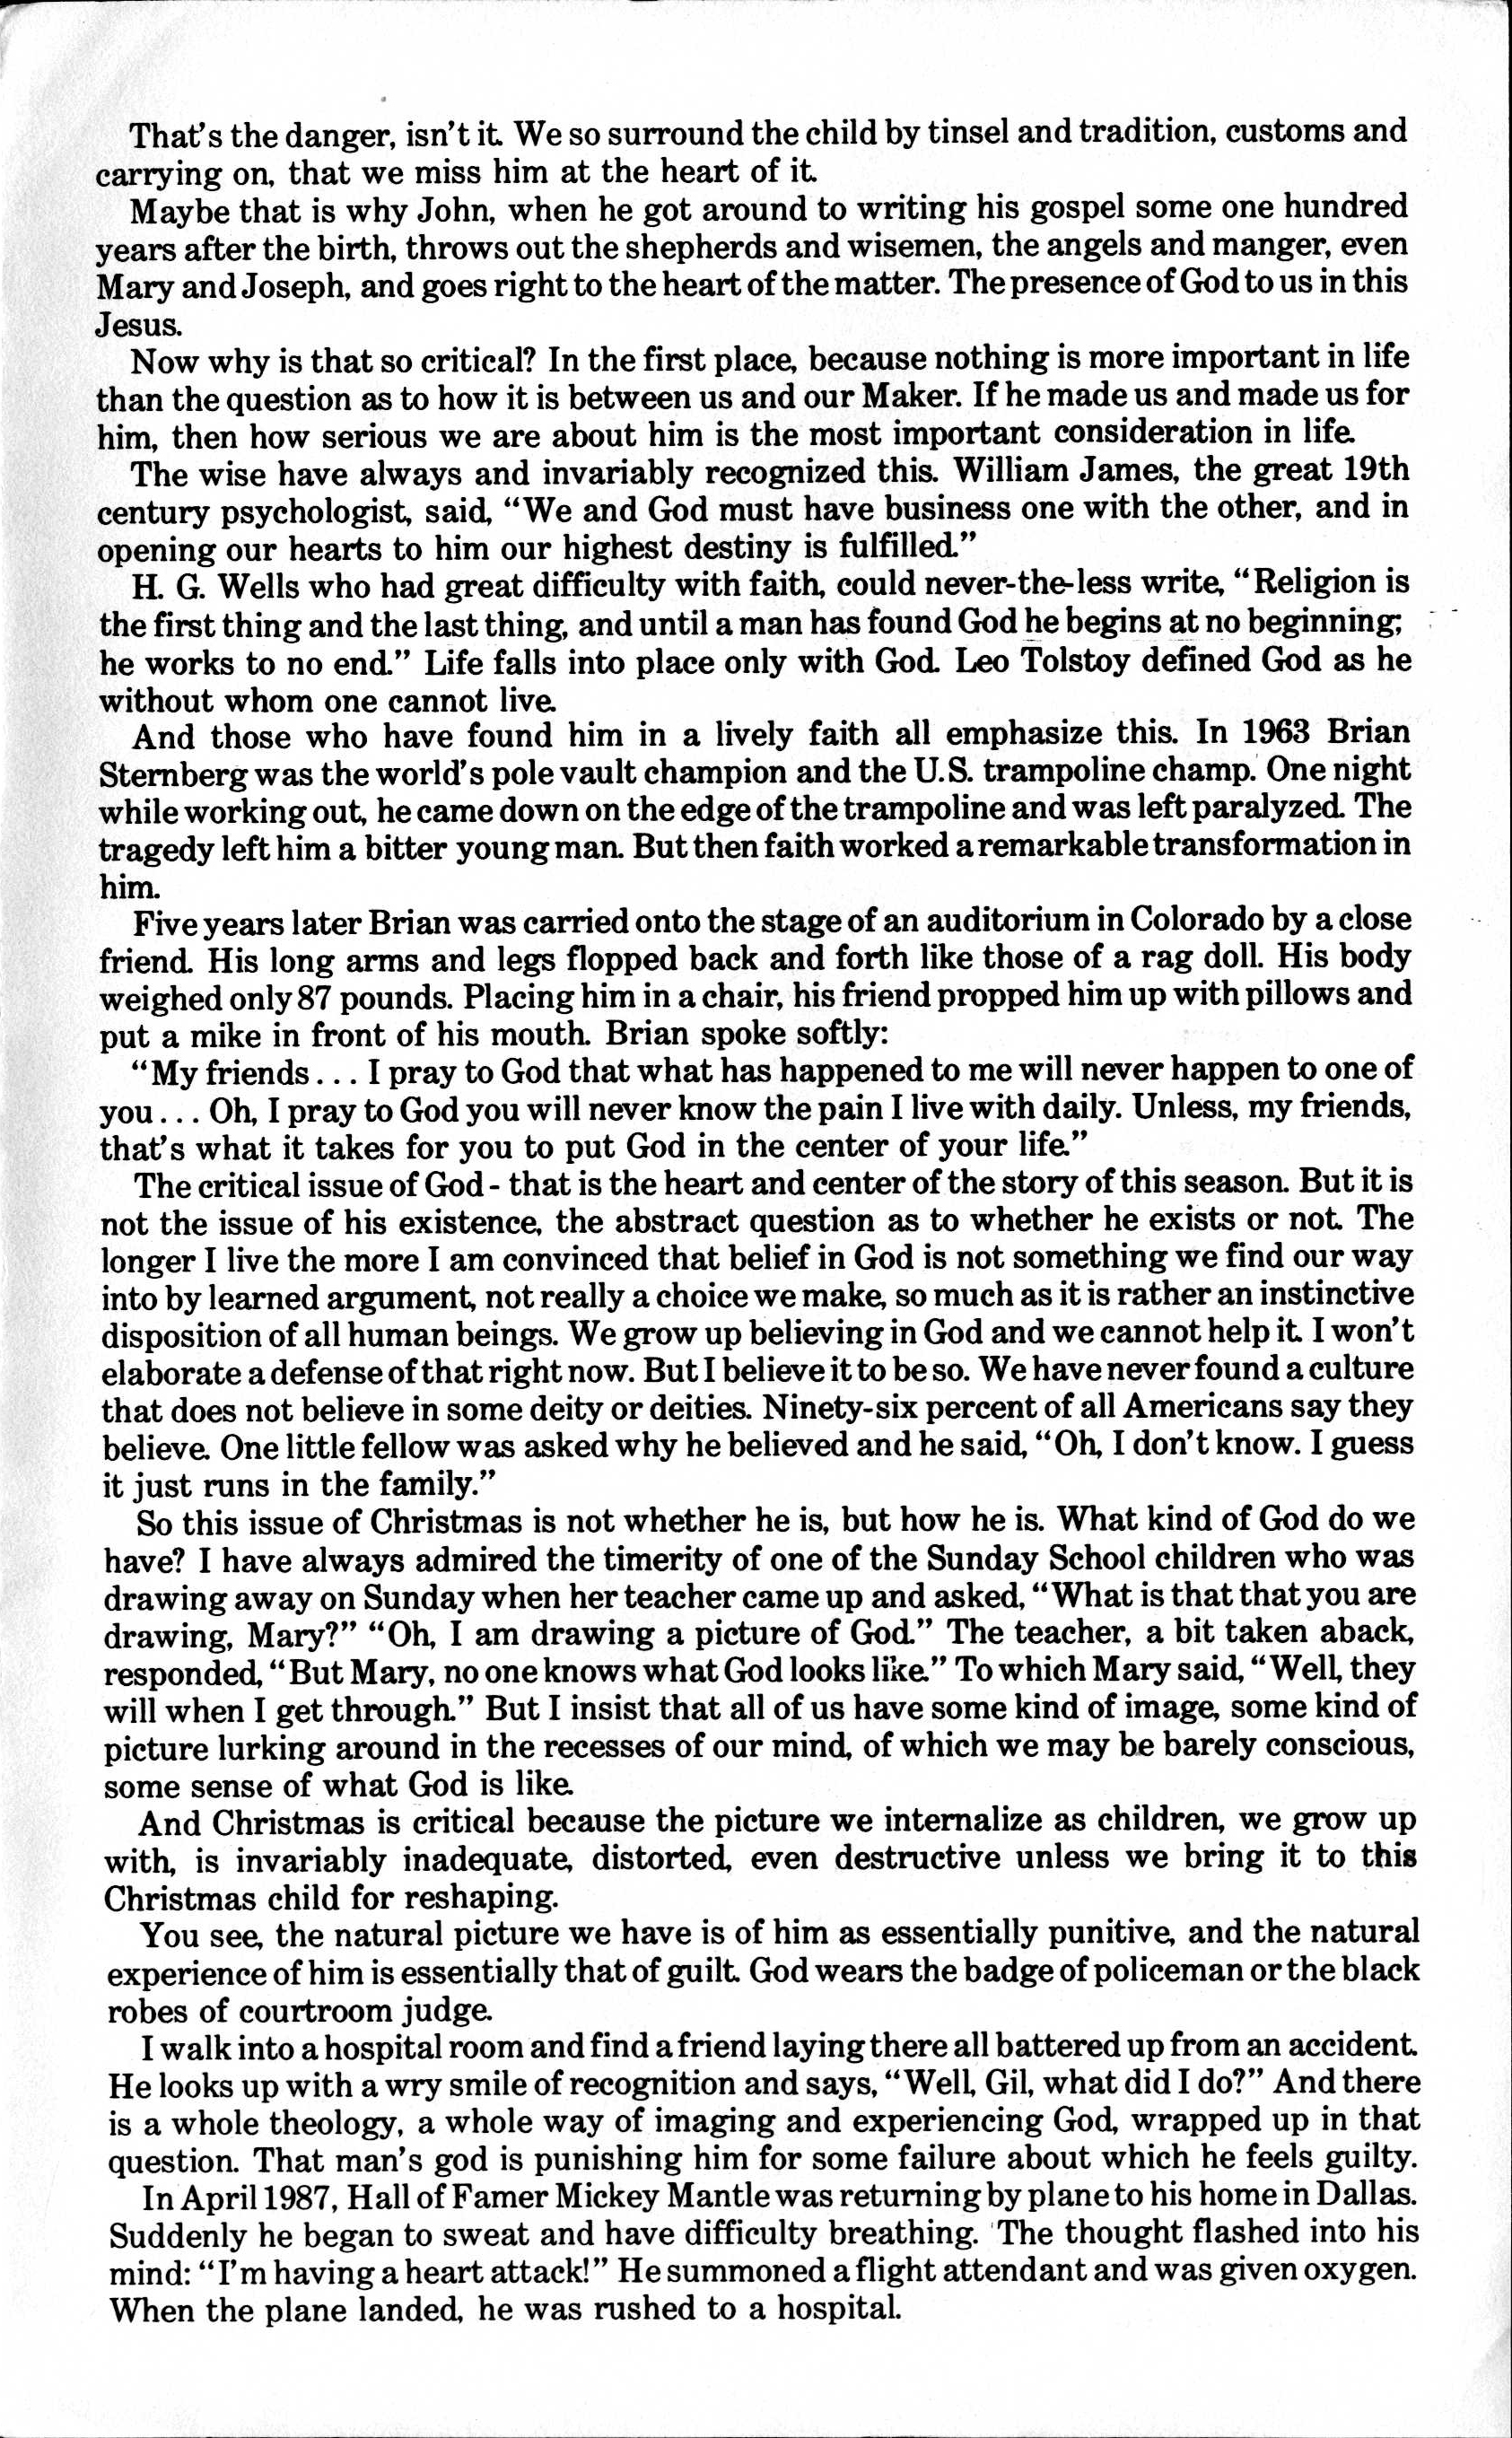 That's the danger, isn't it. We so surround the child by tinsel and tradition, customs and
carrying on, that we miss him at the heart of it.
Maybe that is why John, when he got around to writing his gospel some one hundred
years after the birth, throws out the shepherds and wisemen, the angels and manger, even
Mary and Joseph, and goes right to the heart of the matter. The presence of God to us in this
Jesus.
Now why is that so critical? In the first place, because nothing is more important in life
than the question as to how it is between us and our Maker. If he made us and made us for
him, then how serious we are about him is the most important consideration in life.
The wise have always and invariably recognized this. William James, the great 19th
century psychologist, said, “We and God must have business one with the other, and in
opening our hearts to him our highest destiny is fulfilled.”
H. G. Wells who had great difficulty with faith, could never-the-less write, “Religion is
the first thing and the last thing, and until a man has found God he begins at no beginning;
he works to no end.” Life falls into place only with God. Leo Tolstoy defined God as he
without whom one cannot live.
And those who have found him in a lively faith all emphasize this. In 1963 Brian
Sternberg was the world's pole vault champion and the U.S. trampoline champ. One night
while working out, he came down on the edge of the trampoline and was left paralyzed. The
tragedy left him a bitter young man. But then faith worked a remarkable transformation in
him.
Five years later Brian was carried onto the stage of an auditorium in Colorado by a close
friend. His long arms and legs flopped back and forth like those of a rag doll. His body
weighed only 87 pounds. Placing him in a chair, his friend propped him up with pillows and
put a mike in front of his mouth. Brian spoke softly:
“My friends . . . I pray to God that what has happened to me will never happen to one of
you . . . Oh, I pray to God you will never know the pain I live with daily. Unless, my friends,
that's what it takes for you to put God in the center of your life.”
The critical issue of God - that is the heart and center of the story of this season. But it is
not the issue of his existence, the abstract question as to whether he exists or not. The
longer I live the more I am convinced that belief in God is not something we find our way
into by learned argument, not really a choice we make, so much as it is rather an instinctive
disposition of all human beings. We grow up believing in God and we cannot help it. I won't
elaborate a defense of that right now. But I believe it to be so. We have never found a culture
that does not believe in some deity or deities. Ninety-six percent of all Americans say they
believe. One little fellow was asked why he believed and he said, “Oh, I don't know. I guess
it just runs in the family.”
So this issue of Christmas is not whether he is, but how he is. What kind of God do we
have? I have always admired the timerity of one of the Sunday School children who was
drawing away on Sunday when her teacher came up and asked, “What is that that you are
drawing, Mary?” “Oh, I am drawing a picture of God.” The teacher, a bit taken aback,
responded, “But Mary, no one knows what God looks like.” To which Mary said, “Well, they
will when I get through.” But I insist that all of us have some kind of image, some kind of
picture lurking around in the recesses of our mind, of which we may be barely conscious,
some sense of what God is like.
And Christmas is critical because the picture we internalize as children, we grow up
with, is invariably inadequate, distorted, even destructive unless we bring it to this
Christmas child for reshaping.
You see, the natural picture we have is of him as essentially punitive, and the natural
experience of him is essentially that of guilt. God wears the badge of policeman or the black
robes of courtroom judge.
I walk into a hospital room and find a friend laying there all battered up from an accident.
He looks up with a wry smile of recognition and says, “Well, Gil, what did I do?” And there
is a whole theology, a whole way of imaging and experiencing God, wrapped up in that
question. That man's god is punishing him for some failure about which he feels guilty.
In April 1987, Hall of Famer Mickey Mantle was returning by plane to his home in Dallas.
Suddenly he began to sweat and have difficulty breathing. The thought flashed into his
mind: “I'm having a heart attack!” He summoned a flight attendant and was given oxygen.
When the plane landed, he was rushed to a hospital.